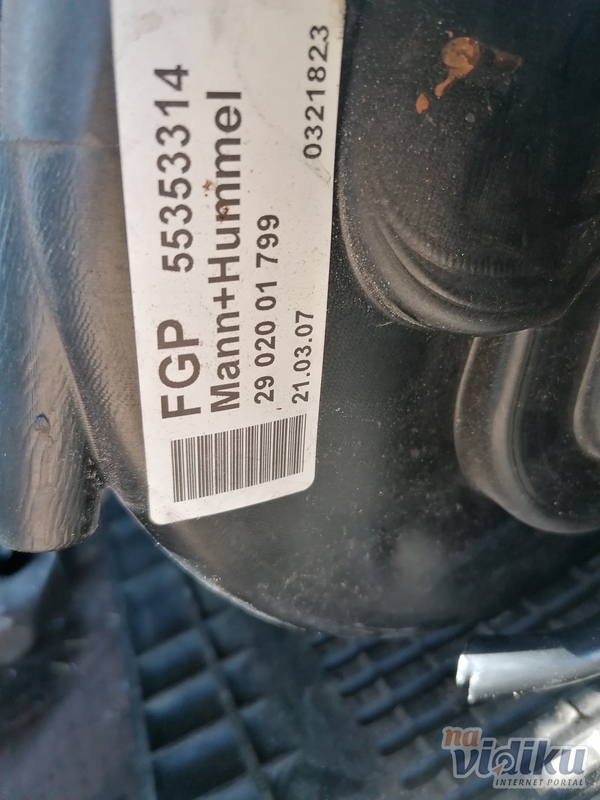 FGP 55353314
Mann+Hummel
29 020 01 799
21.03.07 0321823
na
vidiku
INTERNET PORTAL